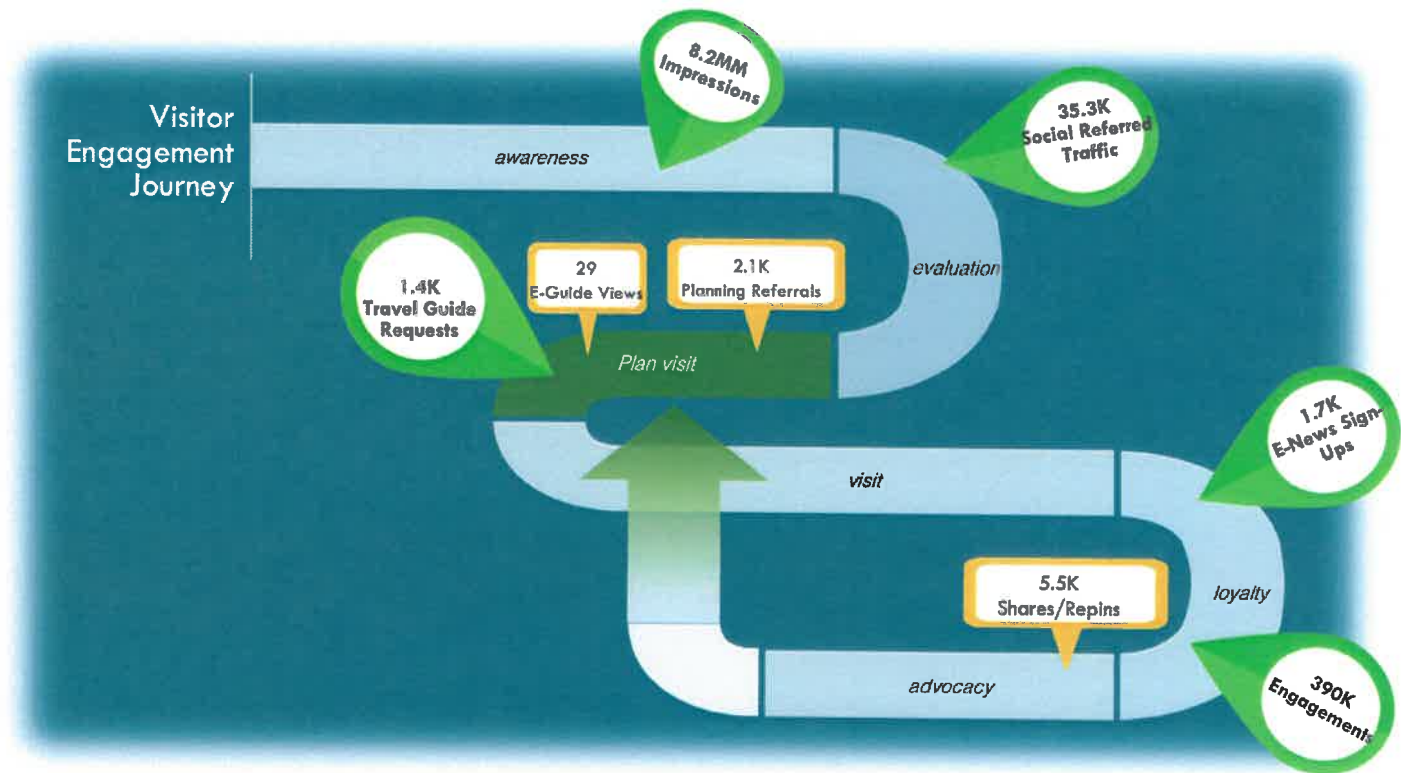 Visitor
Engagement
Journey
8.2MM
Impressions
awareness
35.3K
Social Referred
Traffic
evaluation
2.1K
Planning Referrals
29
E-Guide Views
1.4K
Travel Guide
Requests
Plan visit
visit
1.7K
E-News Sign-
Ups
loyalty
390K
Engagements
5.5K
Shares/Repins
advocacy